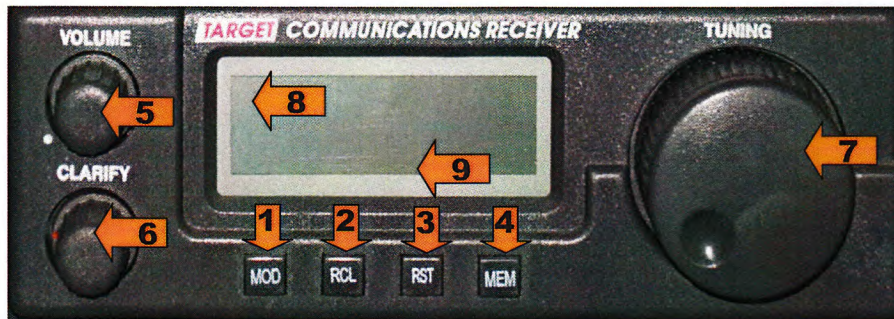 VOLUME
TARGET COMMUNICATIONS RECEIVER
TUNING
8
5
7
CLARIFY
9
6
1
2
3
4
MOD
RCL
RST
MEM